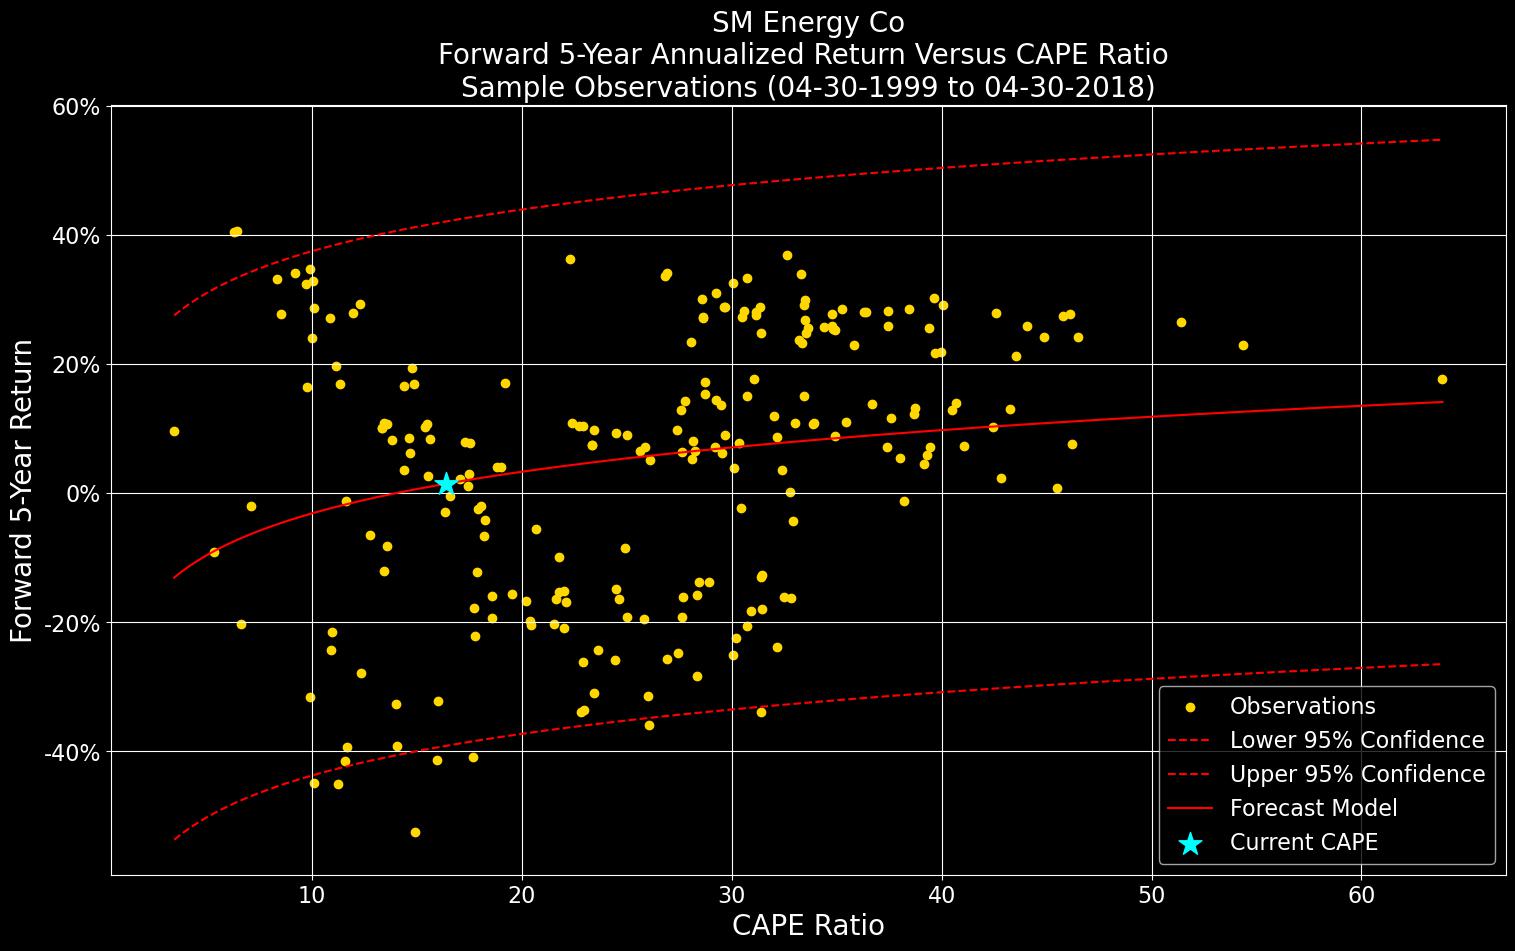 SM Energy Co
Forward 5-Year Annualized Return Versus CAPE Ratio
Sample Observations (04-30-1999 to 04-30-2018)
Forward 5-Year Return
60%
40%
20%
0%
-20%
-40%
10
20
30
40
50
60
CAPE Ratio
Observations
Lower 95% Confidence
Upper 95% Confidence
Forecast Model
Current CAPE